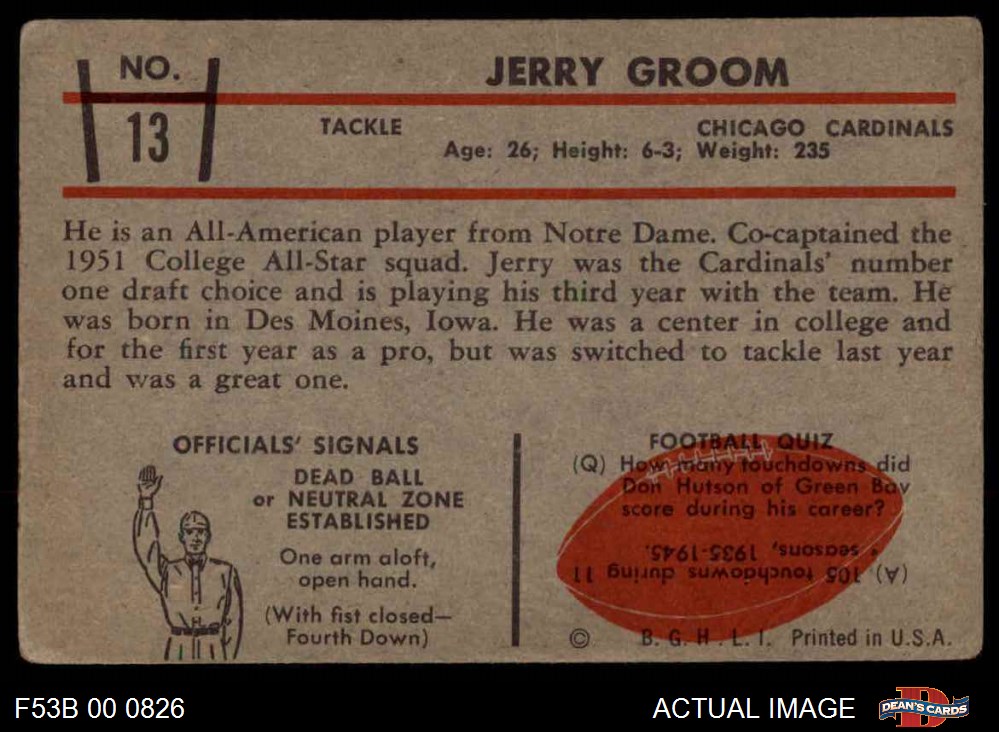 NO.
13
JERRY GROOM
TACKLE
CHICAGO CARDINALS
Age: 26; Height: 6-3; Weight: 235
He is an All-American player from Notre Dame. Co-captained the
1951 College All-Star squad. Jerry was the Cardinals' number
one draft choice and is playing his third year with the team. He
was born in Des Moines, Iowa. He was a center in college and
for the first year as a pro, but was switched to tackle last year
and was a great one.
OFFICIALS' SIGNALS
DEAD BALL
or NEUTRAL ZONE
ESTABLISHED
One arm aloft,
open hand.
(With fist closed—
Fourth Down)
FOOTBALL QUIZ
(Q) How many touchdowns did
Don Hutson of Green Bay
score during his career?
(A) 105 touchdowns during 11
seasons, 1935-1945.
© B. G. H. L. I. Printed in U.S.A.
F53B 00 0826
ACTUAL IMAGE
D
DEAN'S CARDS